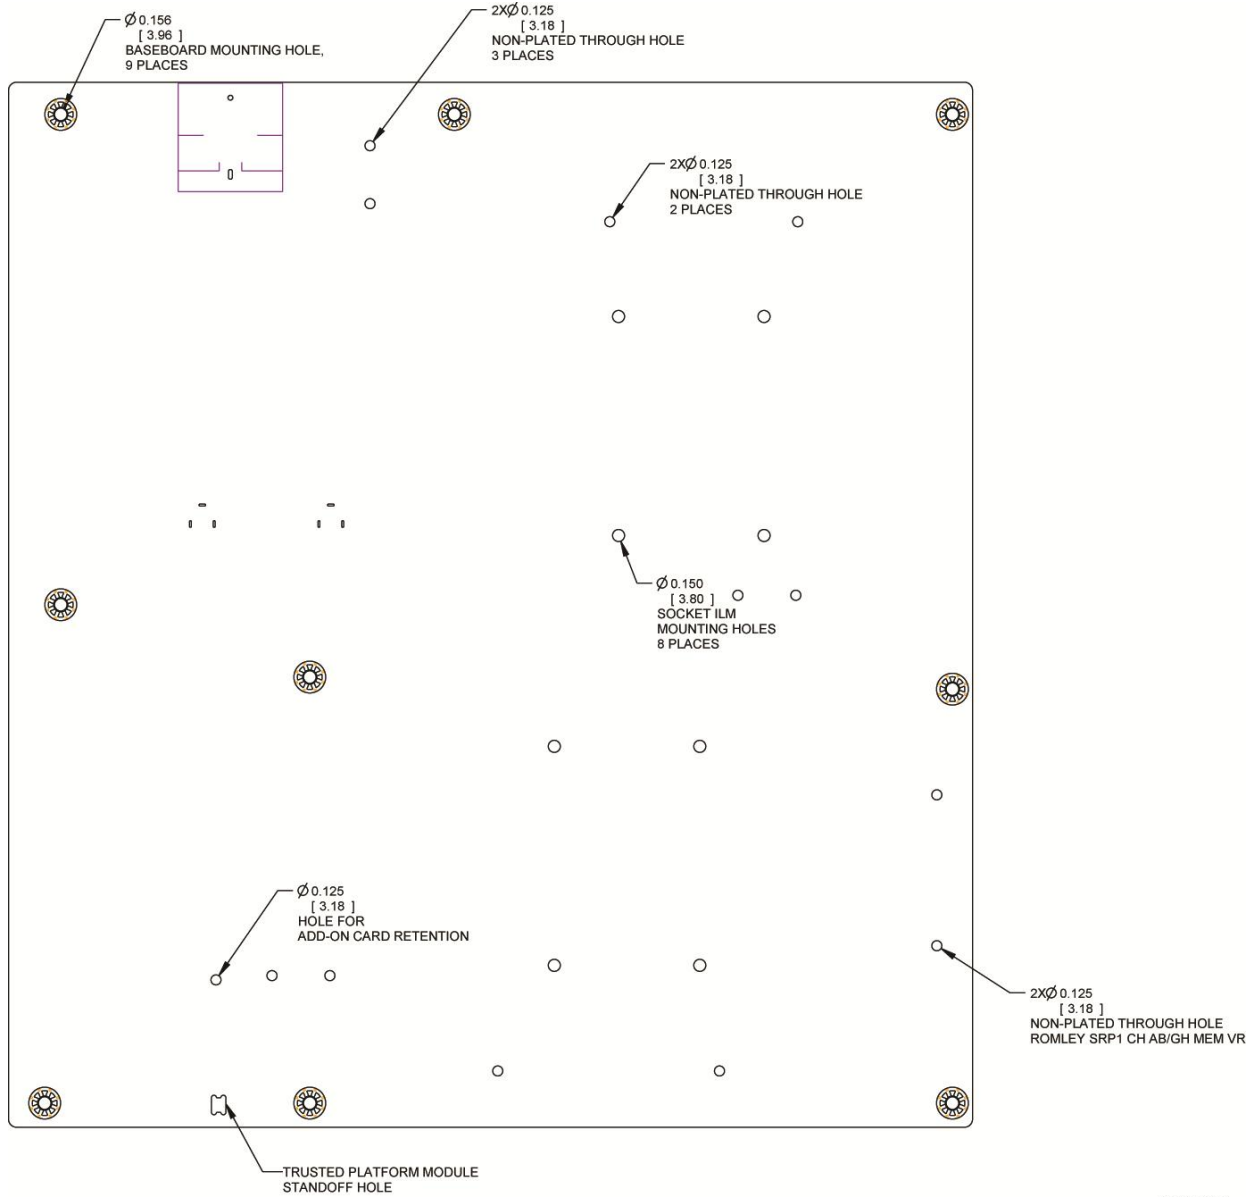 Ø 0.156
[ 3.96 ]
BASEBOARD MOUNTING HOLE,
9 PLACES
2XØ 0.125
[ 3.18 ]
NON-PLATED THROUGH HOLE
3 PLACES
2XØ 0.125
[ 3.18 ]
NON-PLATED THROUGH HOLE
2 PLACES
Ø 0.150
[ 3.80 ]
SOCKET ILM
MOUNTING HOLES
8 PLACES
Ø 0.125
[ 3.18 ]
HOLE FOR
ADD-ON CARD RETENTION
2XØ 0.125
[ 3.18 ]
NON-PLATED THROUGH HOLE
ROMLEY SRP1 CH AB/GH MEM VR
TRUSTED PLATFORM MODULE
STANDOFF HOLE